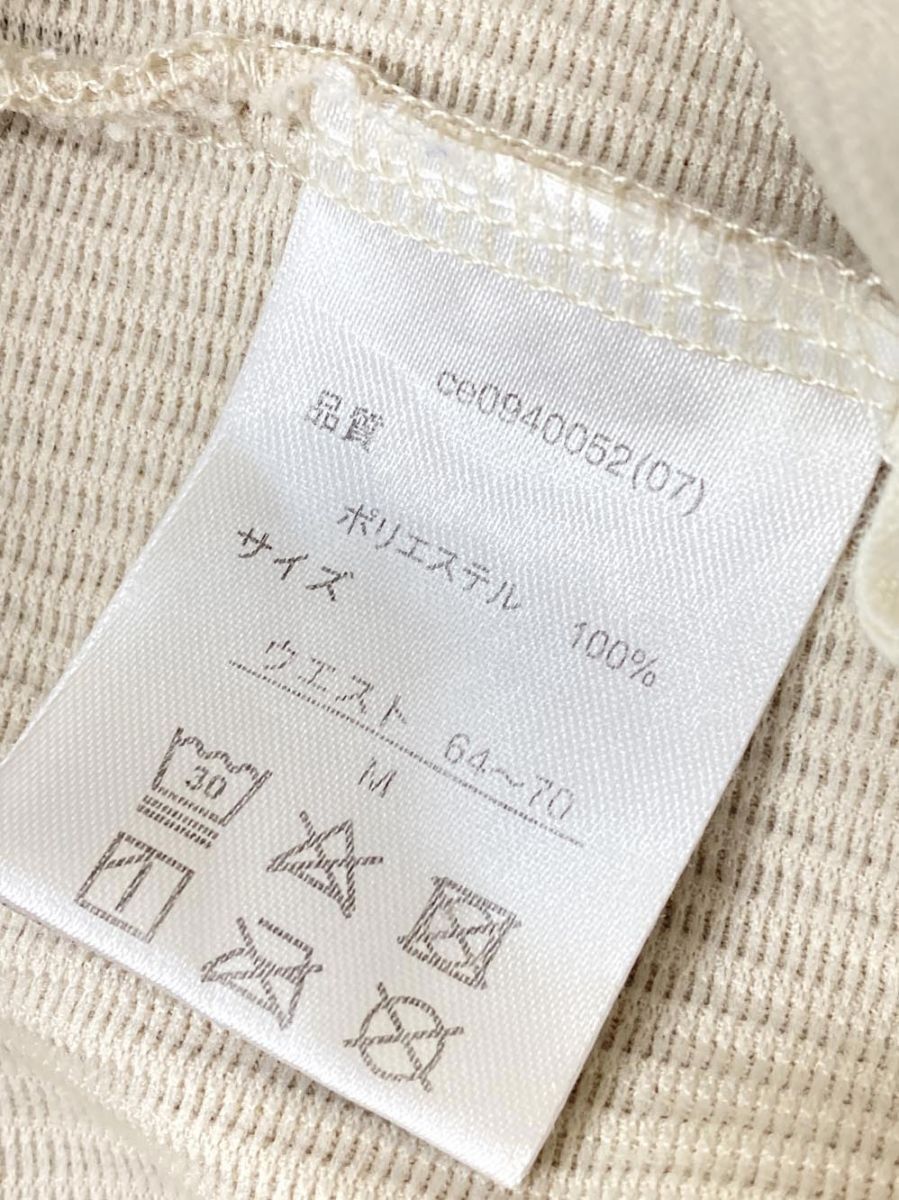 ce0940052(07)
品質
ポリエステル 100%
サイズ
ウエスト 64～70
M
30